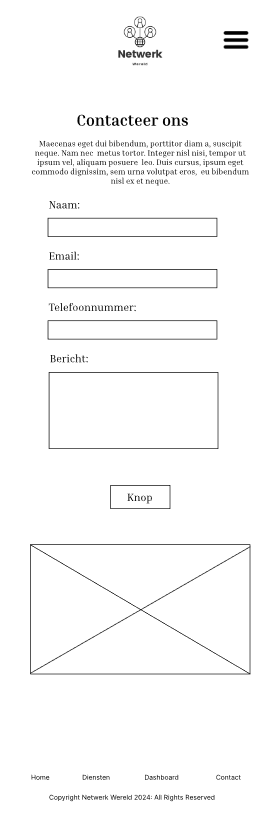 Netwerk
Wereld
Contacteer ons
Maecenas eget dui bibendum, porttitor diam a, suscipit
neque. Nam nec metus tortor. Integer nisl nisi, tempor ut
ipsum vel, aliquam posuere leo. Duis cursus, ipsum eget
commodo dignissim, sem urna volutpat eros, eu bibendum
nisl ex et neque.
Naam:
Email:
Telefoonnummer:
Bericht:
Knop
Home Diensten Dashboard Contact
Copyright Netwerk Wereld 2024: All Rights Reserved